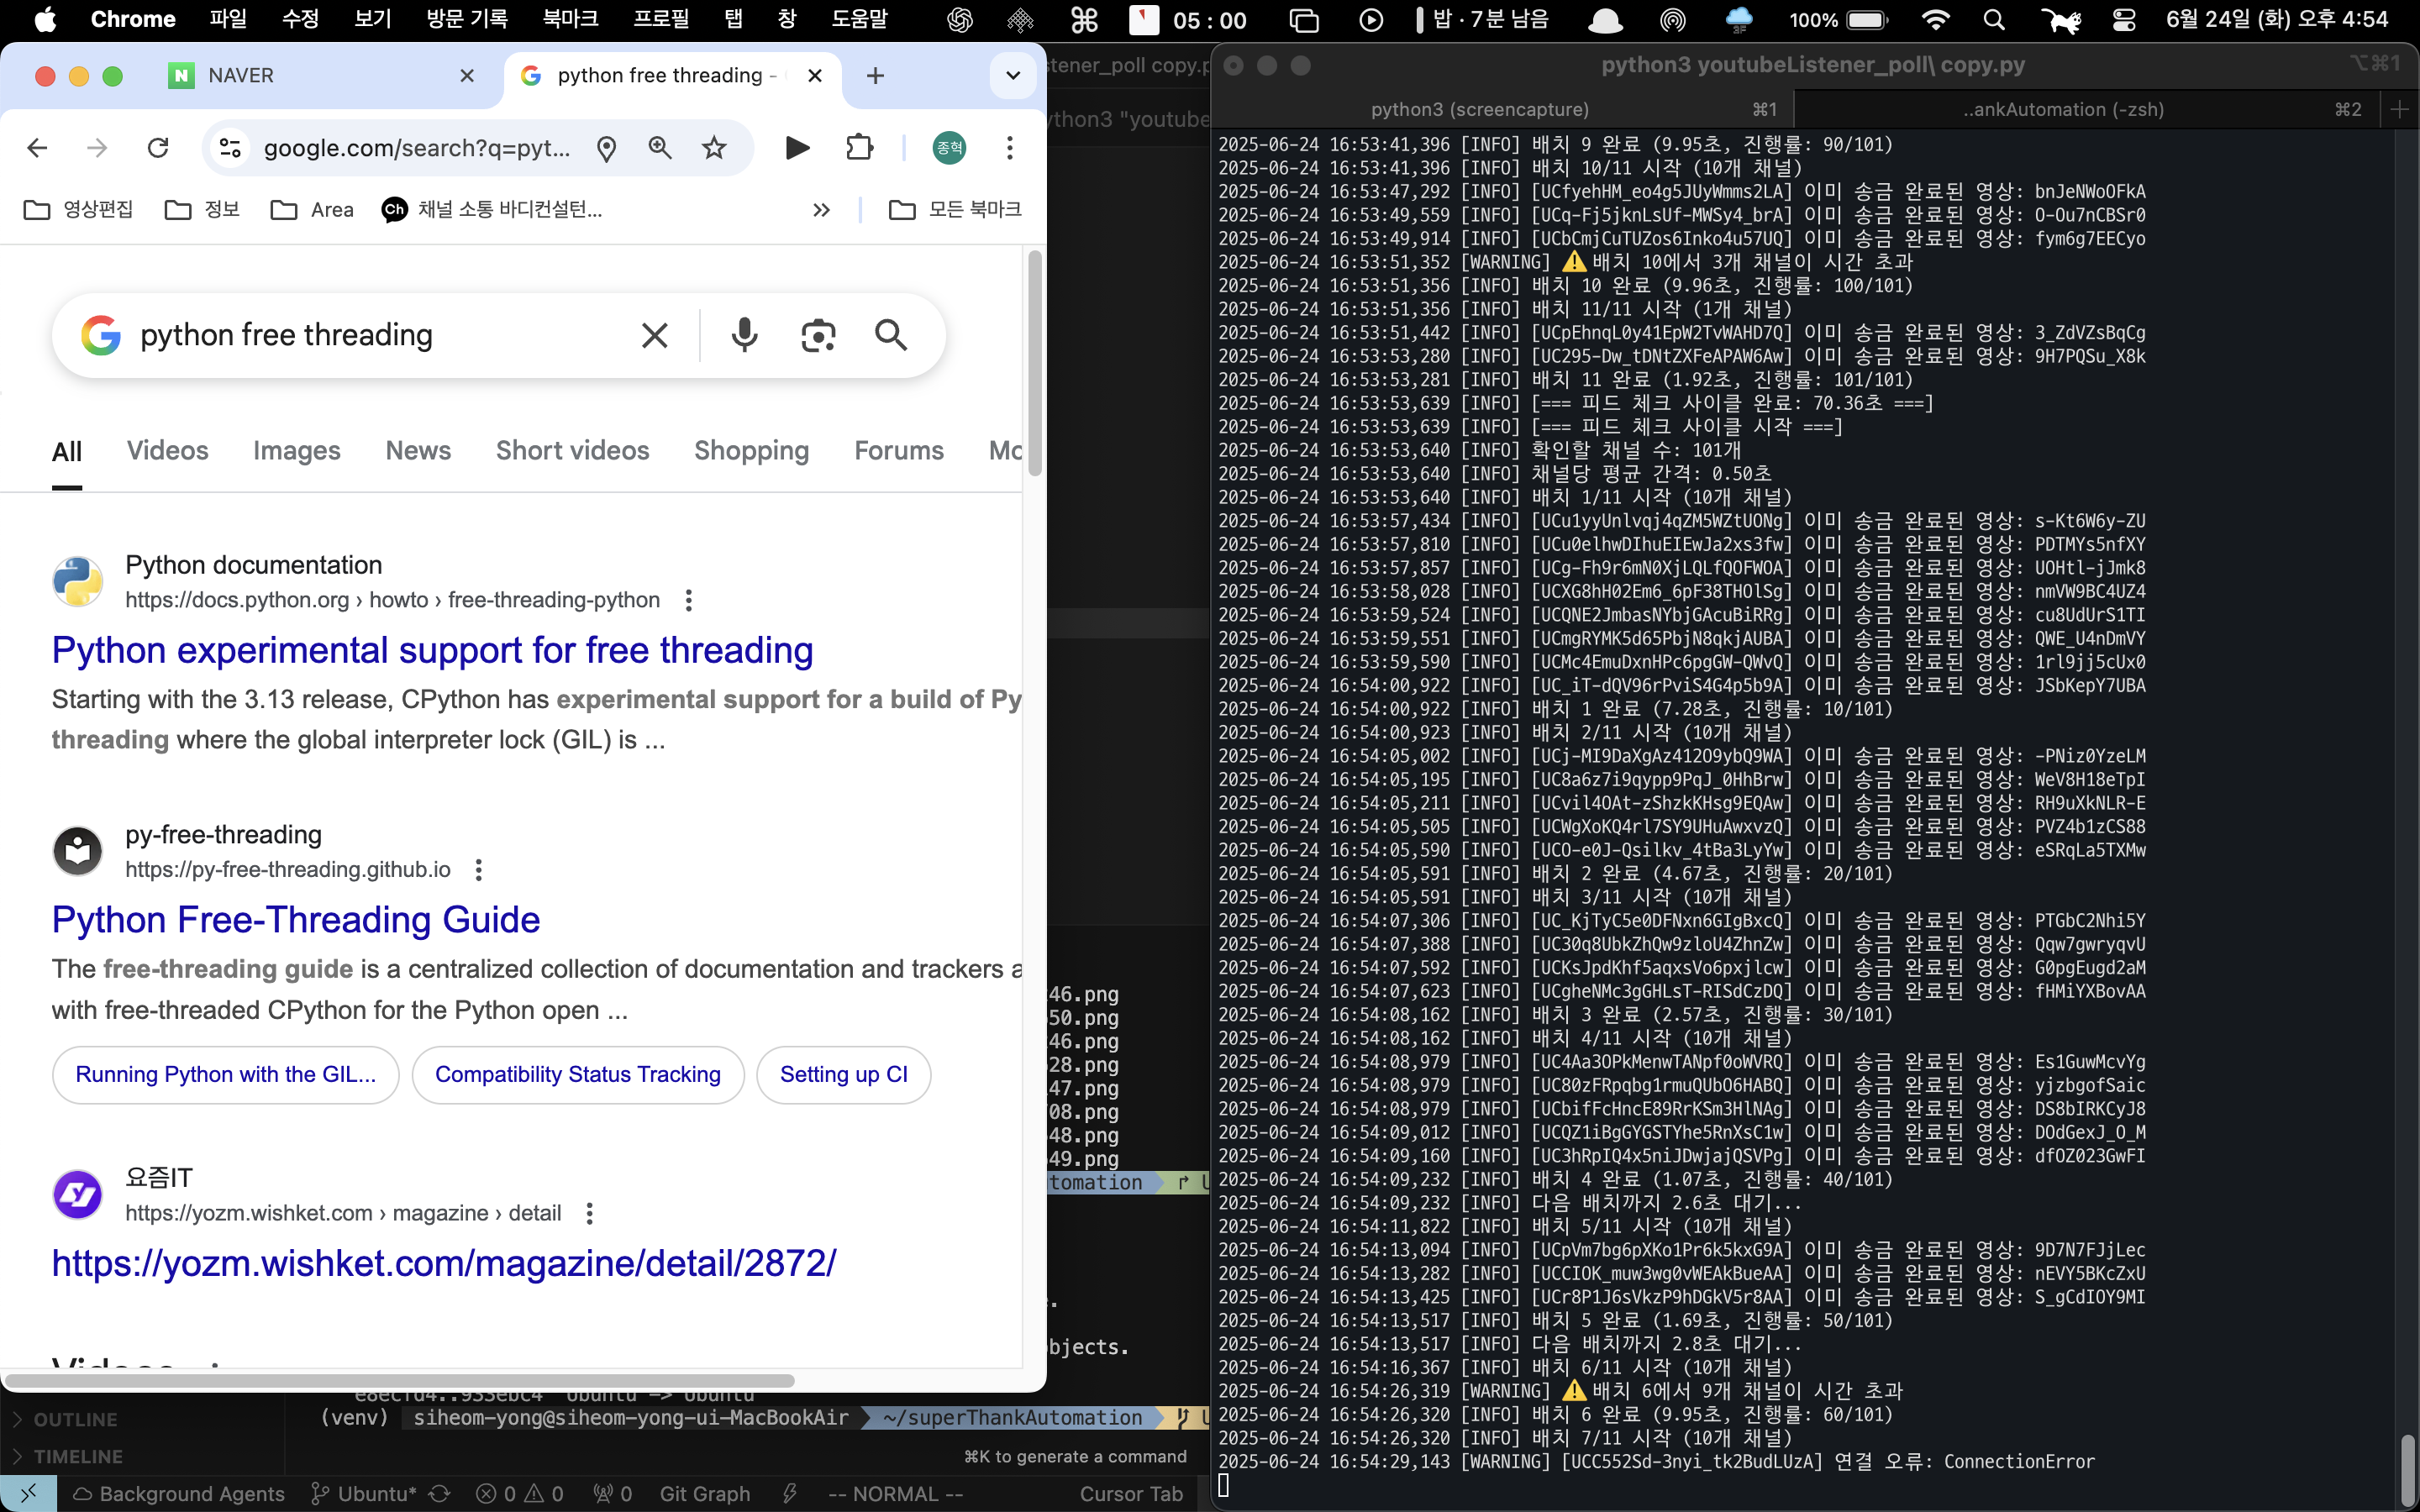 Chrome 파일 수정 보기 방문 기록 북마크 프로필 탭 창 도움말 05 : 00 밥 · 7분 남음 100% 6월 24일 (화) 오후 4:54
NAVER
python free threading -
google.com/search?q=pyt...
종혁
영상편집 정보 Area 채널 소통 바디컨설턴... » 모든 북마크
python free threading
All Videos Images News Short videos Shopping Forums Mo
Python documentation
https://docs.python.org › howto › free-threading-python
Python experimental support for free threading
Starting with the 3.13 release, CPython has experimental support for a build of Py
threading where the global interpreter lock (GIL) is ...
py-free-threading
https://py-free-threading.github.io
Python Free-Threading Guide
The free-threading guide is a centralized collection of documentation and trackers a
with free-threaded CPython for the Python open ...
Running Python with the GIL... Compatibility Status Tracking Setting up CI
요즘IT
https://yozm.wishket.com › magazine › detail
https://yozm.wishket.com/magazine/detail/2872/
stener_poll copy.p
ython3 "youtube
46.png
50.png
46.png
28.png
47.png
08.png
48.png
49.png
tomation
bjects.
(venv) siheom-yong@siheom-yong-ui-MacBookAir ~/superThankAutomation
OUTLINE
TIMELINE
⌘K to generate a command
Background Agents Ubuntu* 0 0 0 Git Graph -- NORMAL -- Cursor Tab
python3 youtubeListener_poll\ copy.py ⌥⌘1
python3 (screencapture) ⌘1 ..ankAutomation (-zsh) ⌘2
2025-06-24 16:53:41,396 [INFO] 배치 9 완료 (9.95초, 진행률: 90/101)
2025-06-24 16:53:41,396 [INFO] 배치 10/11 시작 (10개 채널)
2025-06-24 16:53:47,292 [INFO] [UCfyehHM_eo4g5JUyWmms2LA] 이미 송금 완료된 영상: bnJeNWoOFkA
2025-06-24 16:53:49,559 [INFO] [UCq-Fj5jknLsUf-MWSy4_brA] 이미 송금 완료된 영상: O-Ou7nCBSr0
2025-06-24 16:53:49,914 [INFO] [UCbCmjCuTUZos6Inko4u57UQ] 이미 송금 완료된 영상: fym6g7EECyo
2025-06-24 16:53:51,352 [WARNING] ⚠️ 배치 10에서 3개 채널이 시간 초과
2025-06-24 16:53:51,356 [INFO] 배치 10 완료 (9.96초, 진행률: 100/101)
2025-06-24 16:53:51,356 [INFO] 배치 11/11 시작 (1개 채널)
2025-06-24 16:53:51,442 [INFO] [UCpEhnqL0y41EpW2TvWAHD7Q] 이미 송금 완료된 영상: 3_ZdVZsBqCg
2025-06-24 16:53:53,280 [INFO] [UC295-Dw_tDNtZXFeAPAW6Aw] 이미 송금 완료된 영상: 9H7PQSu_X8k
2025-06-24 16:53:53,281 [INFO] 배치 11 완료 (1.92초, 진행률: 101/101)
2025-06-24 16:53:53,639 [INFO] [=== 피드 체크 사이클 완료: 70.36초 ===]
2025-06-24 16:53:53,639 [INFO] [=== 피드 체크 사이클 시작 ===]
2025-06-24 16:53:53,640 [INFO] 확인할 채널 수: 101개
2025-06-24 16:53:53,640 [INFO] 채널당 평균 간격: 0.50초
2025-06-24 16:53:53,640 [INFO] 배치 1/11 시작 (10개 채널)
2025-06-24 16:53:57,434 [INFO] [UCu1yyUnlvqj4qZM5WZtUONg] 이미 송금 완료된 영상: s-Kt6W6y-ZU
2025-06-24 16:53:57,810 [INFO] [UCu0elhwDIhuEIEwJa2xs3fw] 이미 송금 완료된 영상: PDTMYs5nfXY
2025-06-24 16:53:57,857 [INFO] [UCg-Fh9r6mN0XjLQLfQOFWOA] 이미 송금 완료된 영상: UOHtl-jJmk8
2025-06-24 16:53:58,028 [INFO] [UCXG8hH02Em6_6pF38THOlSg] 이미 송금 완료된 영상: nmVW9BC4UZ4
2025-06-24 16:53:59,524 [INFO] [UCQNE2JmbasNYbjGAcuBiRRg] 이미 송금 완료된 영상: cu8UdUrS1TI
2025-06-24 16:53:59,551 [INFO] [UCmgRYMK5d65PbjN8qkjAUBA] 이미 송금 완료된 영상: QWE_U4nDmVY
2025-06-24 16:53:59,590 [INFO] [UCMc4EmuDxnHPc6pgGW-QWvQ] 이미 송금 완료된 영상: 1rl9jj5cUx0
2025-06-24 16:54:00,922 [INFO] [UC_iT-dQV96rPviS4G4p5b9A] 이미 송금 완료된 영상: JSbKepY7UBA
2025-06-24 16:54:00,922 [INFO] 배치 1 완료 (7.28초, 진행률: 10/101)
2025-06-24 16:54:00,923 [INFO] 배치 2/11 시작 (10개 채널)
2025-06-24 16:54:05,002 [INFO] [UCj-MI9DaXgAz412O9ybQ9WA] 이미 송금 완료된 영상: -PNiz0YzeLM
2025-06-24 16:54:05,195 [INFO] [UC8a6z7i9qypp9PqJ_0HhBrw] 이미 송금 완료된 영상: WeV8H18eTpI
2025-06-24 16:54:05,211 [INFO] [UCvil4OAt-zShzkKHsg9EQAw] 이미 송금 완료된 영상: RH9uXkNLR-E
2025-06-24 16:54:05,505 [INFO] [UCWgXoKQ4rl7SY9UHuAwxvzQ] 이미 송금 완료된 영상: PVZ4b1zCS88
2025-06-24 16:54:05,590 [INFO] [UCO-e0J-Qsilkv_4tBa3LyYw] 이미 송금 완료된 영상: eSRqLa5TXMw
2025-06-24 16:54:05,591 [INFO] 배치 2 완료 (4.67초, 진행률: 20/101)
2025-06-24 16:54:05,591 [INFO] 배치 3/11 시작 (10개 채널)
2025-06-24 16:54:07,306 [INFO] [UC_KjTyC5e0DFNxn6GIgBxcQ] 이미 송금 완료된 영상: PTGbC2Nhi5Y
2025-06-24 16:54:07,388 [INFO] [UC30q8UbkZhQw9zloU4ZhnZw] 이미 송금 완료된 영상: Qqw7gwryqvU
2025-06-24 16:54:07,592 [INFO] [UCKsJpdKhf5aqxsVo6pxjlcw] 이미 송금 완료된 영상: G0pgEugd2aM
2025-06-24 16:54:07,623 [INFO] [UCgheNMc3gGHLsT-RISdCzDQ] 이미 송금 완료된 영상: fHMiYXBovAA
2025-06-24 16:54:08,162 [INFO] 배치 3 완료 (2.57초, 진행률: 30/101)
2025-06-24 16:54:08,162 [INFO] 배치 4/11 시작 (10개 채널)
2025-06-24 16:54:08,979 [INFO] [UC4Aa3OPkMenwTANpf0oWVRQ] 이미 송금 완료된 영상: Es1GuwMcvYg
2025-06-24 16:54:08,979 [INFO] [UC80zFRpqbg1rmuQUbO6HABQ] 이미 송금 완료된 영상: yjzbgofSaic
2025-06-24 16:54:08,979 [INFO] [UCbifFcHncE89RrKSm3HlNAg] 이미 송금 완료된 영상: DS8bIRKCyJ8
2025-06-24 16:54:09,012 [INFO] [UCQZ1iBgGYGSTYhe5RnXsC1w] 이미 송금 완료된 영상: DOdGexJ_O_M
2025-06-24 16:54:09,160 [INFO] [UC3hRpIQ4x5niJDwjajQSVPg] 이미 송금 완료된 영상: dfOZ023GwFI
2025-06-24 16:54:09,232 [INFO] 배치 4 완료 (1.07초, 진행률: 40/101)
2025-06-24 16:54:09,232 [INFO] 다음 배치까지 2.6초 대기...
2025-06-24 16:54:11,822 [INFO] 배치 5/11 시작 (10개 채널)
2025-06-24 16:54:13,094 [INFO] [UCpVm7bg6pXKo1Pr6k5kxG9A] 이미 송금 완료된 영상: 9D7N7FJjLec
2025-06-24 16:54:13,282 [INFO] [UCCIOK_muw3wg0vWEAkBueAA] 이미 송금 완료된 영상: nEVY5BKcZxU
2025-06-24 16:54:13,425 [INFO] [UCr8P1J6sVkzP9hDGkV5r8AA] 이미 송금 완료된 영상: S_gCdIOY9MI
2025-06-24 16:54:13,517 [INFO] 배치 5 완료 (1.69초, 진행률: 50/101)
2025-06-24 16:54:13,517 [INFO] 다음 배치까지 2.8초 대기...
2025-06-24 16:54:16,367 [INFO] 배치 6/11 시작 (10개 채널)
2025-06-24 16:54:26,319 [WARNING] ⚠️ 배치 6에서 9개 채널이 시간 초과
2025-06-24 16:54:26,320 [INFO] 배치 6 완료 (9.95초, 진행률: 60/101)
2025-06-24 16:54:26,320 [INFO] 배치 7/11 시작 (10개 채널)
2025-06-24 16:54:29,143 [WARNING] [UCC552Sd-3nyi_tk2BudLUzA] 연결 오류: ConnectionError